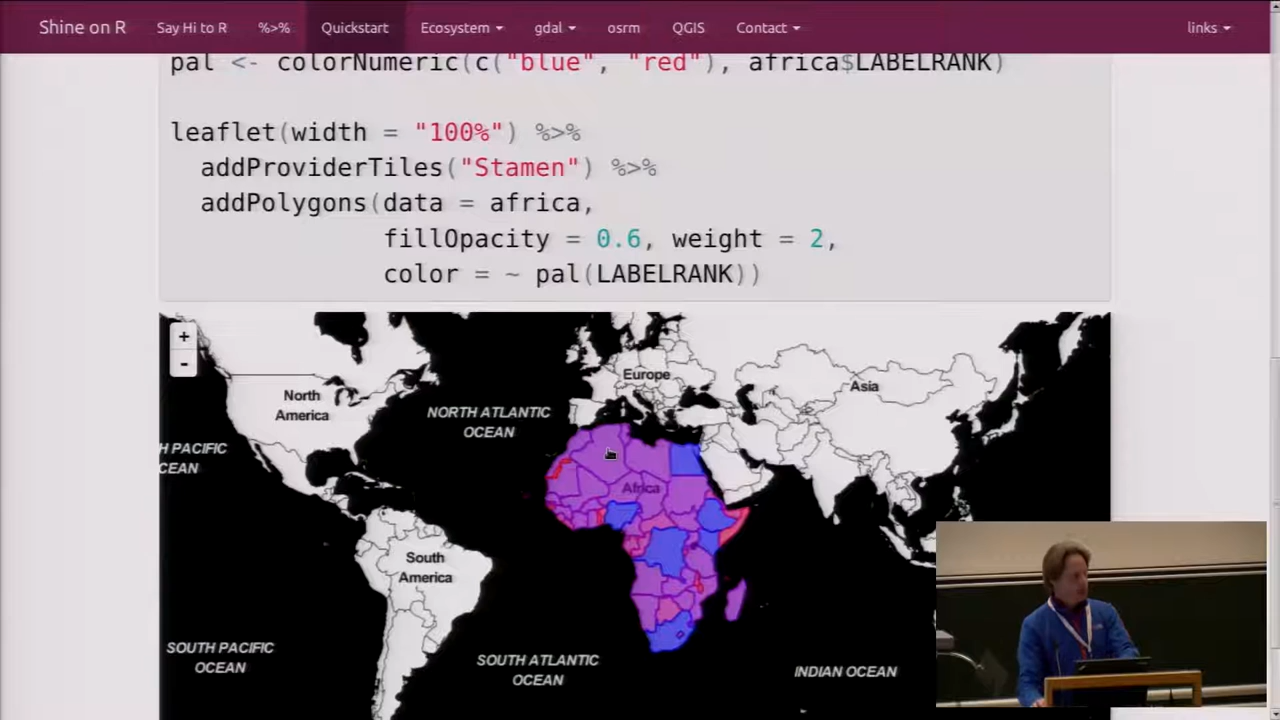 Shine on R Say Hi to R %>% Quickstart Ecosystem gdal osrm QGIS Contact links
pal <- colorNumeric(c("blue", "red"), africa$LABELRANK)
leaflet(width = "100%") %>%
addProviderTiles("Stamen") %>%
addPolygons(data = africa,
fillOpacity = 0.6, weight = 2,
color = ~ pal(LABELRANK))
+
-
Europe
Asia
North
America
NORTH ATLANTIC
OCEAN
H PACIFIC
CEAN
Africa
South
America
SOUTH PACIFIC
OCEAN
SOUTH ATLANTIC
OCEAN
INDIAN OCEAN